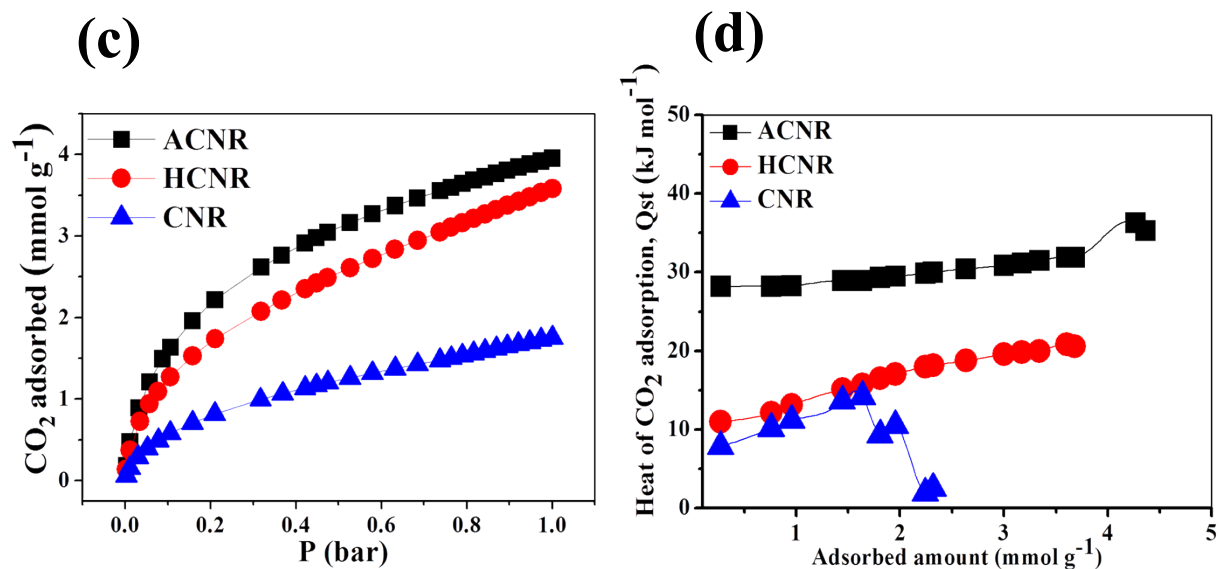 (c)
CO₂ adsorbed (mmol g⁻¹)
4
3
2
1
0
ACNR
HCNR
CNR
0.0 0.2 0.4 0.6 0.8 1.0
P (bar)
(d)
Heat of CO₂ adsorption, Qst (kJ mol⁻¹)
50
40
30
20
10
0
ACNR
HCNR
CNR
1 2 3 4 5
Adsorbed amount (mmol g⁻¹)